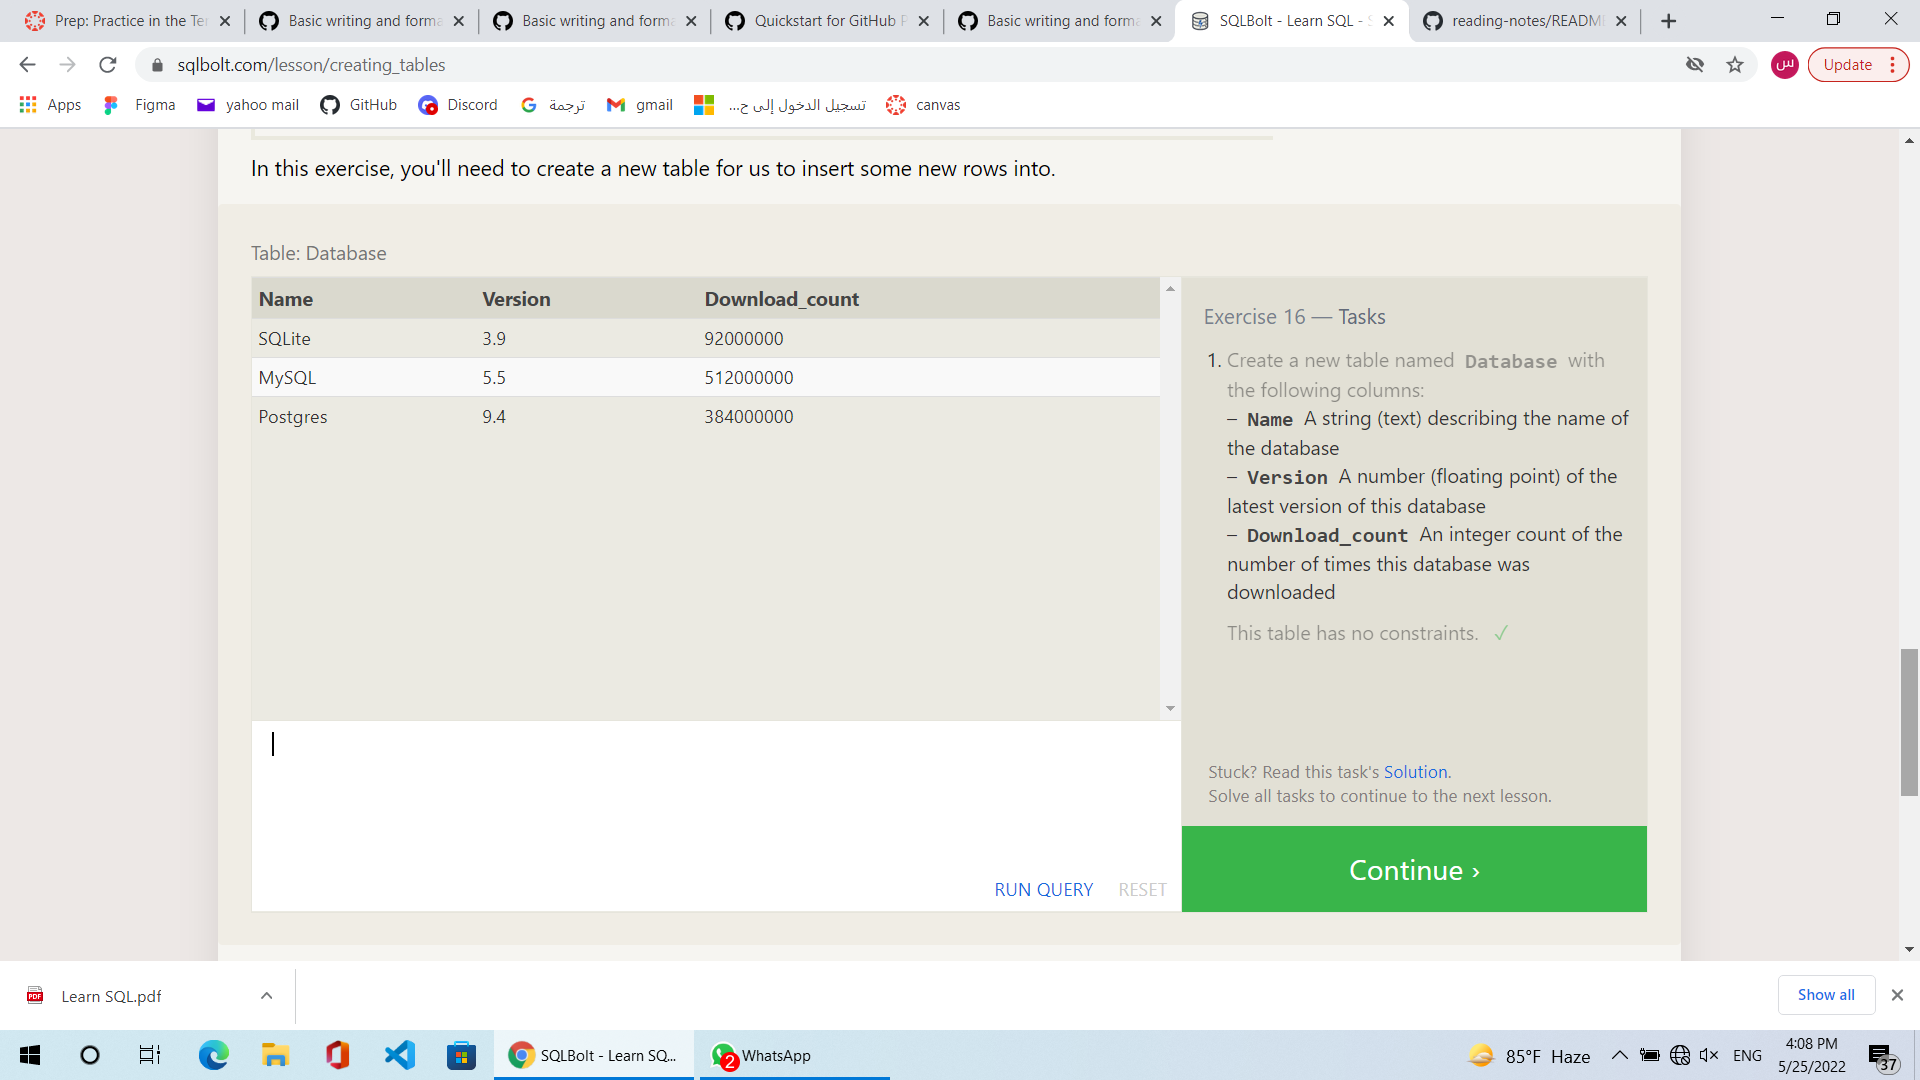 Prep: Practice in the Te
Basic writing and forma
Basic writing and forma
Quickstart for GitHub P
Basic writing and forma
SQLBolt - Learn SQL - S
reading-notes/README
sqlbolt.com/lesson/creating_tables
س
Update
Apps
Figma
yahoo mail
GitHub
Discord
ترجمة
gmail
تسجيل الدخول إلى ح...
canvas
In this exercise, you'll need to create a new table for us to insert some new rows into.
Table: Database
Name Version Download_count
SQLite 3.9 92000000
MySQL 5.5 512000000
Postgres 9.4 384000000
Exercise 16 — Tasks
1. Create a new table named Database with
the following columns:
– Name A string (text) describing the name of
the database
– Version A number (floating point) of the
latest version of this database
– Download_count An integer count of the
number of times this database was
downloaded
This table has no constraints. ✓
Stuck? Read this task's Solution.
Solve all tasks to continue to the next lesson.
RUN QUERY RESET
Continue ›
PDF
Learn SQL.pdf
Show all
SQLBolt - Learn SQ...
2
WhatsApp
85°F Haze
ENG
4:08 PM
5/25/2022
37